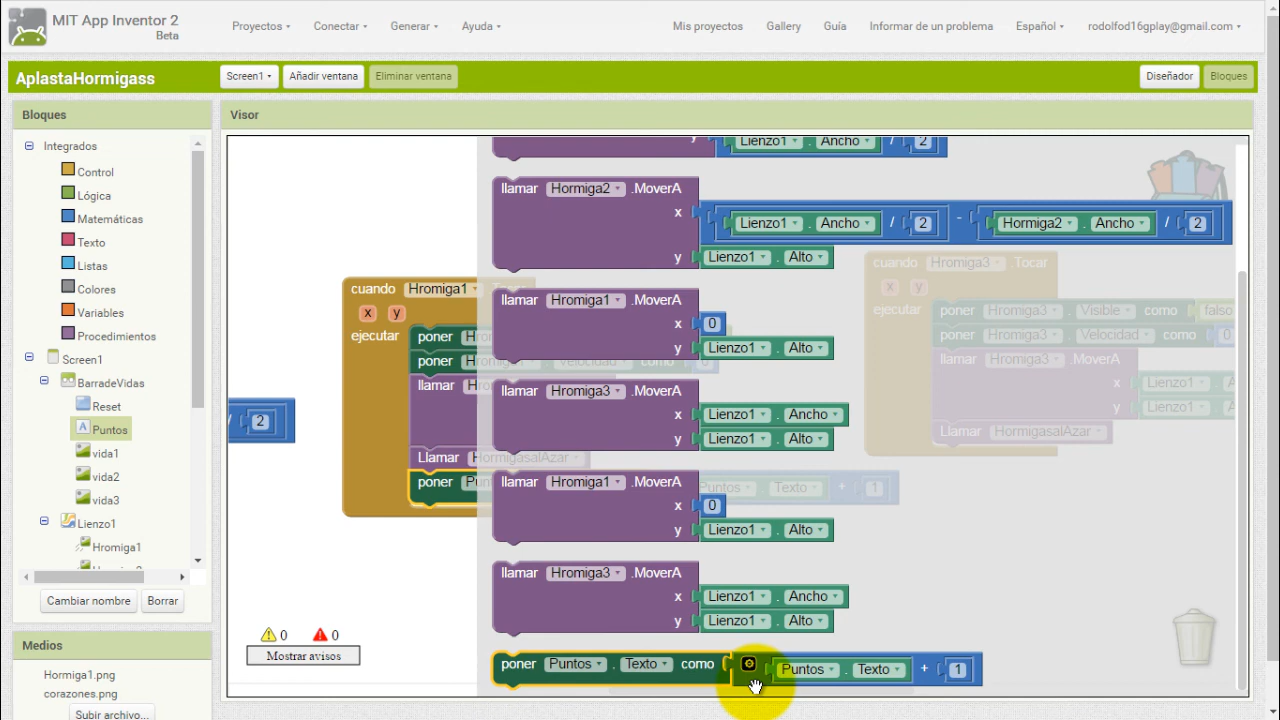 MIT App Inventor 2
Beta
Proyectos Conectar Generar Ayuda Mis proyectos Gallery Guía Informar de un problema Español rodolfod16gplay@gmail.com
AplastaHormigass Screen1 Añadir ventana Eliminar ventana Diseñador Bloques
Bloques
Integrados
Control
Lógica
Matemáticas
Texto
Listas
Colores
Variables
Procedimientos
Screen1
BarradeVidas
Reset
Puntos
vida1
vida2
vida3
Lienzo1
Hromiga1
Cambiar nombre Borrar
Medios
Hormiga1.png
corazones.png
Subir archivo...
Visor
y Lienzo1 . Ancho / 2
llamar Hormiga2 .MoverA
x Lienzo1 . Ancho / 2 - Hormiga2 . Ancho / 2
y Lienzo1 . Alto
llamar Hromiga1 .MoverA
x 0
y Lienzo1 . Alto
llamar Hromiga3 .MoverA
x Lienzo1 . Ancho
y Lienzo1 . Alto
llamar Hromiga1 .MoverA
x 0
y Lienzo1 . Alto
llamar Hromiga3 .MoverA
x Lienzo1 . Ancho
y Lienzo1 . Alto
poner Puntos . Texto como Puntos . Texto + 1
/ 2
cuando Hromiga1 .Tocar
x y
ejecutar poner
poner Velocidad como 0
llamar
Llamar HormigasalAzar
poner Puntos . Texto + 1
cuando Hromiga3 .Tocar
x y
ejecutar poner Hromiga3 . Visible como falso
poner Hromiga3 . Velocidad como 0
llamar Hromiga3 .MoverA
x Lienzo1 .
y Lienzo1 .
Llamar HormigasalAzar
0 0
Mostrar avisos